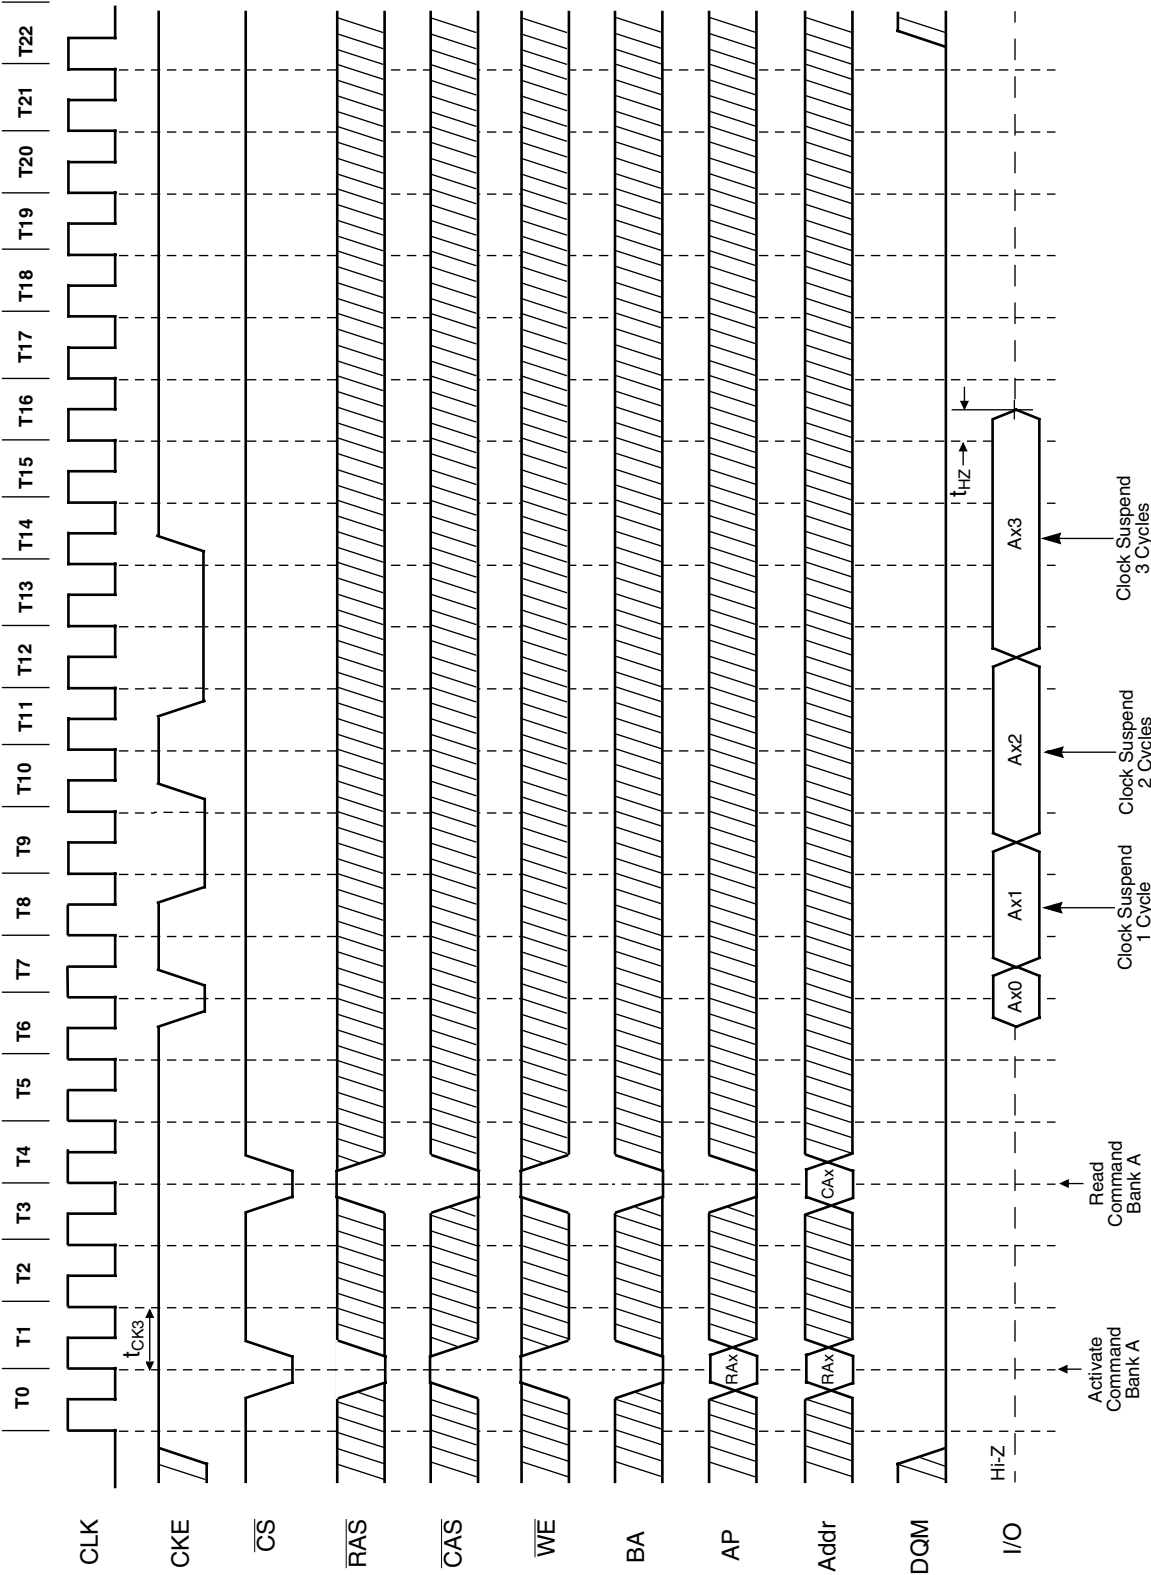 T0 T1 T2 T3 T4 T5 T6 T7 T8 T9 T10 T11 T12 T13 T14 T15 T16 T17 T18 T19 T20 T21 T22
CLK
tCK3
CKE
CS
RAS
CAS
WE
BA
AP
RAx
Addr
RAx CAx
DQM
tHZ
I/O
Hi-Z
Ax0 Ax1 Ax2 Ax3
Activate
Command
Bank A
Read
Command
Bank A
Clock Suspend
1 Cycle
Clock Suspend
2 Cycles
Clock Suspend
3 Cycles